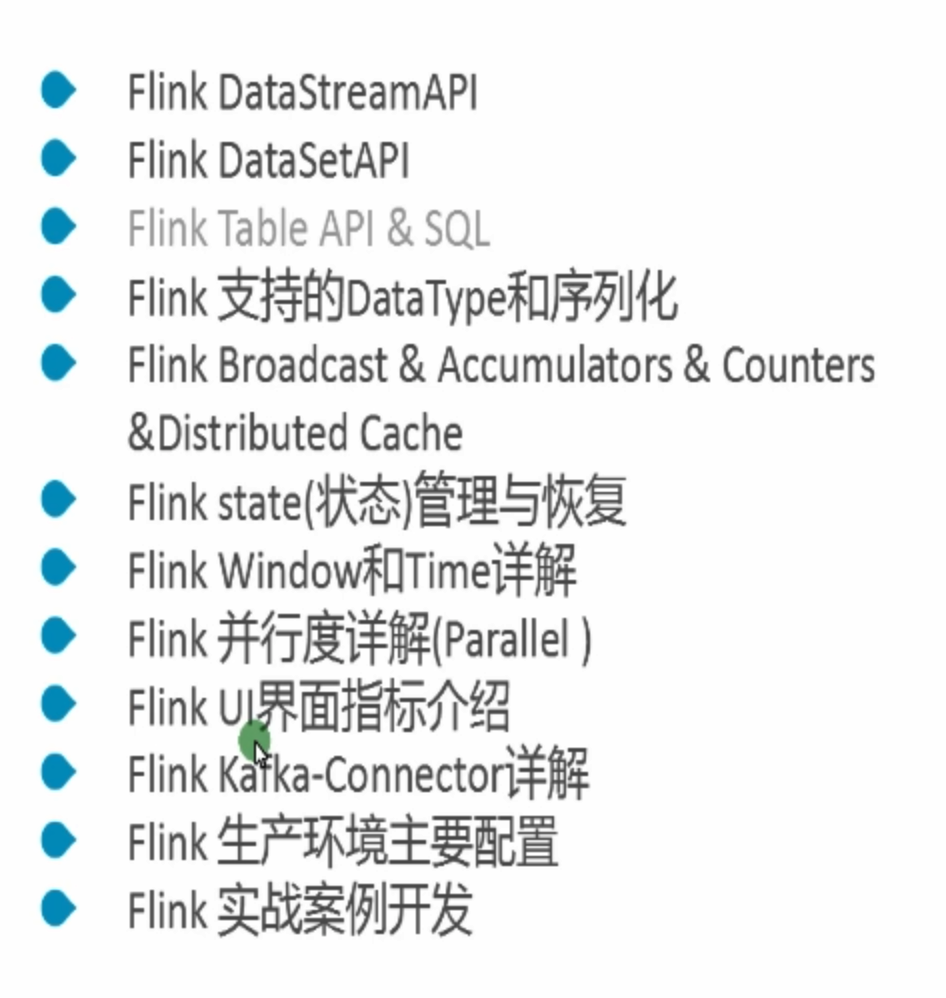 Flink DataStreamAPI
Flink DataSetAPI
Flink Table API & SQL
Flink 支持的DataType和序列化
Flink Broadcast & Accumulators & Counters
&Distributed Cache
Flink state(状态)管理与恢复
Flink Window和Time详解
Flink 并行度详解(Parallel )
Flink UI界面指标介绍
Flink Kafka-Connector详解
Flink 生产环境主要配置
Flink 实战案例开发